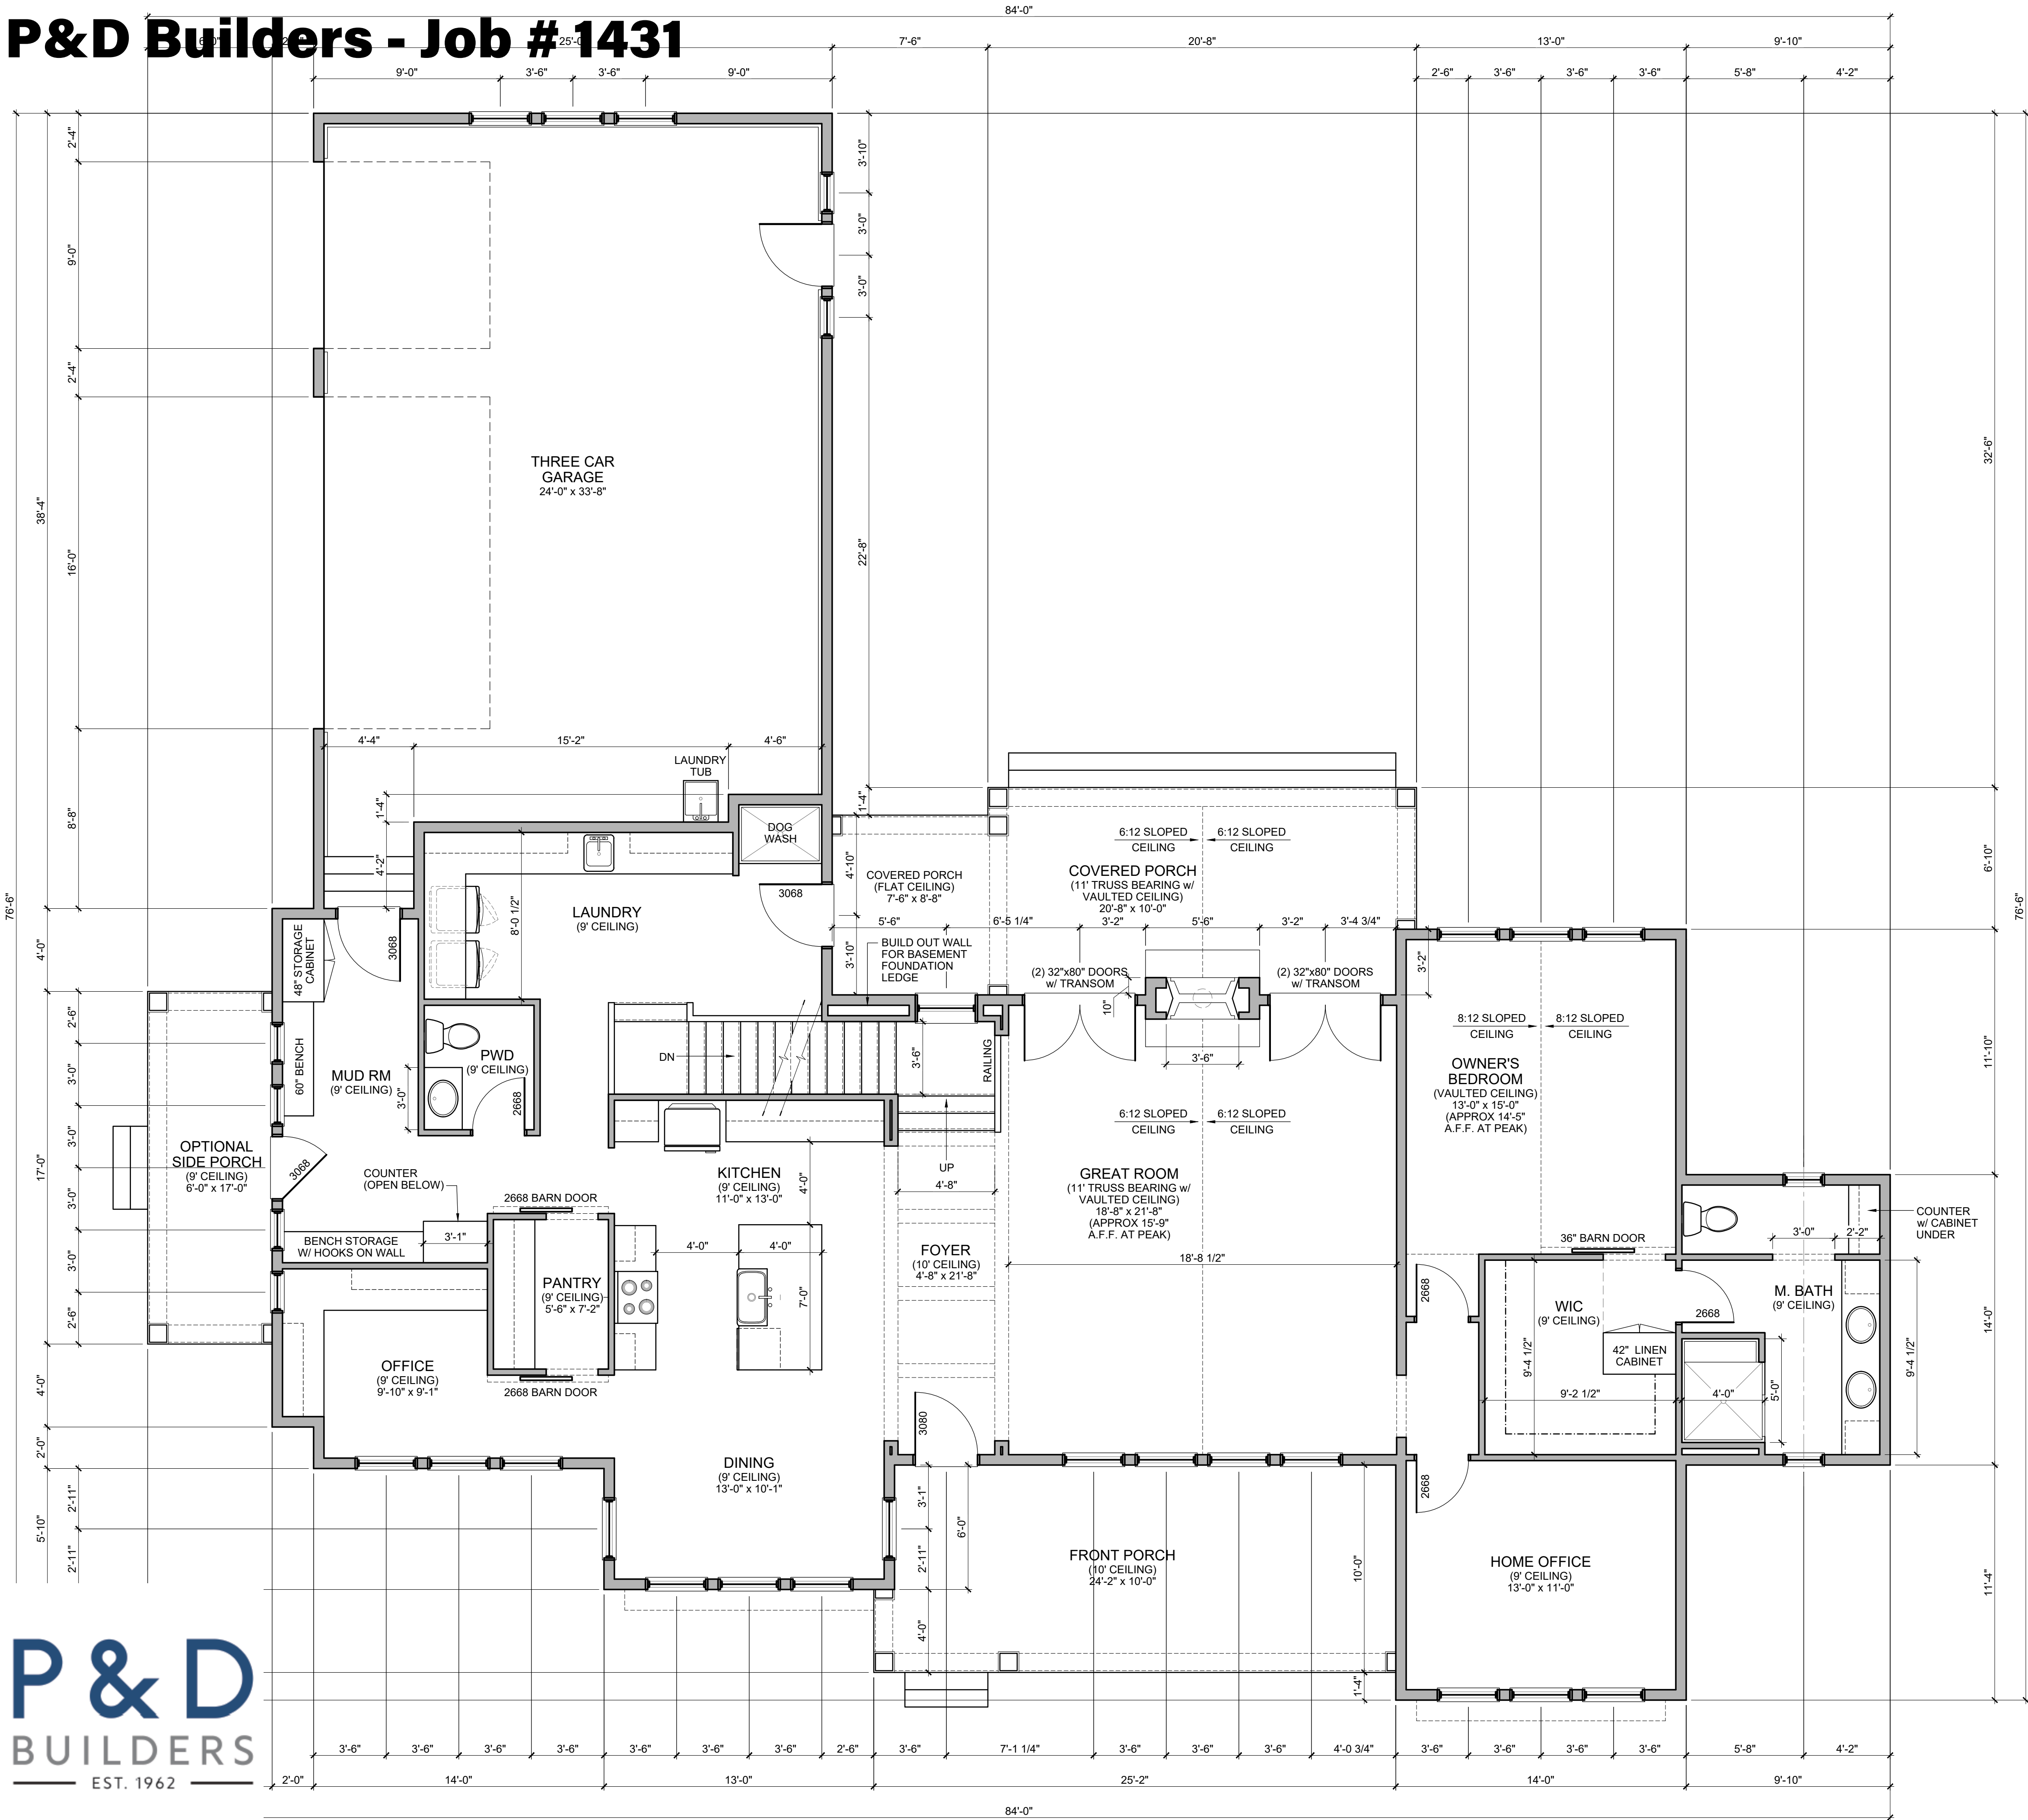 84'-0"
P&D Builders - Job # 1431
7'-6"
20'-8"
13'-0"
9'-10"
9'-0"
3'-6"
3'-6"
9'-0"
2'-6"
3'-6"
3'-6"
3'-6"
5'-8"
4'-2"
2'-4"
9'-0"
2'-4"
16'-0"
38'-4"
8'-8"
76'-6"
3'-10"
3'-0"
3'-0"
22'-8"
1'-4"
32'-6"
76'-6"
6'-10"
11'-10"
14'-0"
11'-4"
THREE CAR
GARAGE
24'-0" x 33'-8"
4'-4"
15'-2"
4'-6"
LAUNDRY
TUB
1'-4"
4'-2"
DOG
WASH
3068
LAUNDRY
(9' CEILING)
8'-0 1/2"
4'-10"
3'-10"
COVERED PORCH
(FLAT CEILING)
7'-6" x 8'-8"
6:12 SLOPED
CEILING
6:12 SLOPED
CEILING
COVERED PORCH
(11' TRUSS BEARING w/
VAULTED CEILING)
20'-8" x 10'-0"
5'-6"
6'-5 1/4"
3'-2"
5'-6"
3'-2"
3'-4 3/4"
BUILD OUT WALL
FOR BASEMENT
FOUNDATION
LEDGE
(2) 32"x80" DOORS
w/ TRANSOM
10"
(2) 32"x80" DOORS
w/ TRANSOM
3'-2"
3'-6"
48" STORAGE
CABINET
3068
4'-0"
2'-6"
3'-0"
3'-0"
3'-0"
3'-0"
2'-6"
17'-0"
4'-0"
2'-0"
2'-11"
2'-11"
5'-10"
60" BENCH
MUD RM
(9' CEILING)
3'-0"
PWD
(9' CEILING)
2668
DN
3'-6"
RAILING
UP
4'-8"
8:12 SLOPED
CEILING
8:12 SLOPED
CEILING
OWNER'S
BEDROOM
(VAULTED CEILING)
13'-0" x 15'-0"
(APPROX 14'-5"
A.F.F. AT PEAK)
6:12 SLOPED
CEILING
6:12 SLOPED
CEILING
OPTIONAL
SIDE PORCH
(9' CEILING)
6'-0" x 17'-0"
3068
COUNTER
(OPEN BELOW)
KITCHEN
(9' CEILING)
11'-0" x 13'-0"
4'-0"
GREAT ROOM
(11' TRUSS BEARING w/
VAULTED CEILING)
18'-8" x 21'-8"
(APPROX 15'-9"
A.F.F. AT PEAK)
2668 BARN DOOR
BENCH STORAGE
W/ HOOKS ON WALL
3'-1"
4'-0"
4'-0"
7'-0"
FOYER
(10' CEILING)
4'-8" x 21'-8"
18'-8 1/2"
36" BARN DOOR
3'-0"
2'-2"
COUNTER
w/ CABINET
UNDER
PANTRY
(9' CEILING)
5'-6" x 7'-2"
2668
WIC
(9' CEILING)
2668
M. BATH
(9' CEILING)
42" LINEN
CABINET
9'-4 1/2"
9'-2 1/2"
4'-0"
5'-0"
9'-4 1/2"
OFFICE
(9' CEILING)
9'-10" x 9'-1"
2668 BARN DOOR
3080
DINING
(9' CEILING)
13'-0" x 10'-1"
3'-1"
2'-11"
6'-0"
4'-0"
2668
FRONT PORCH
(10' CEILING)
24'-2" x 10'-0"
10'-0"
1'-4"
HOME OFFICE
(9' CEILING)
13'-0" x 11'-0"
P & D
BUILDERS
EST. 1962
3'-6"
3'-6"
3'-6"
3'-6"
3'-6"
3'-6"
3'-6"
2'-6"
3'-6"
7'-1 1/4"
3'-6"
3'-6"
3'-6"
4'-0 3/4"
3'-6"
3'-6"
3'-6"
3'-6"
5'-8"
4'-2"
2'-0"
14'-0"
13'-0"
25'-2"
14'-0"
9'-10"
84'-0"